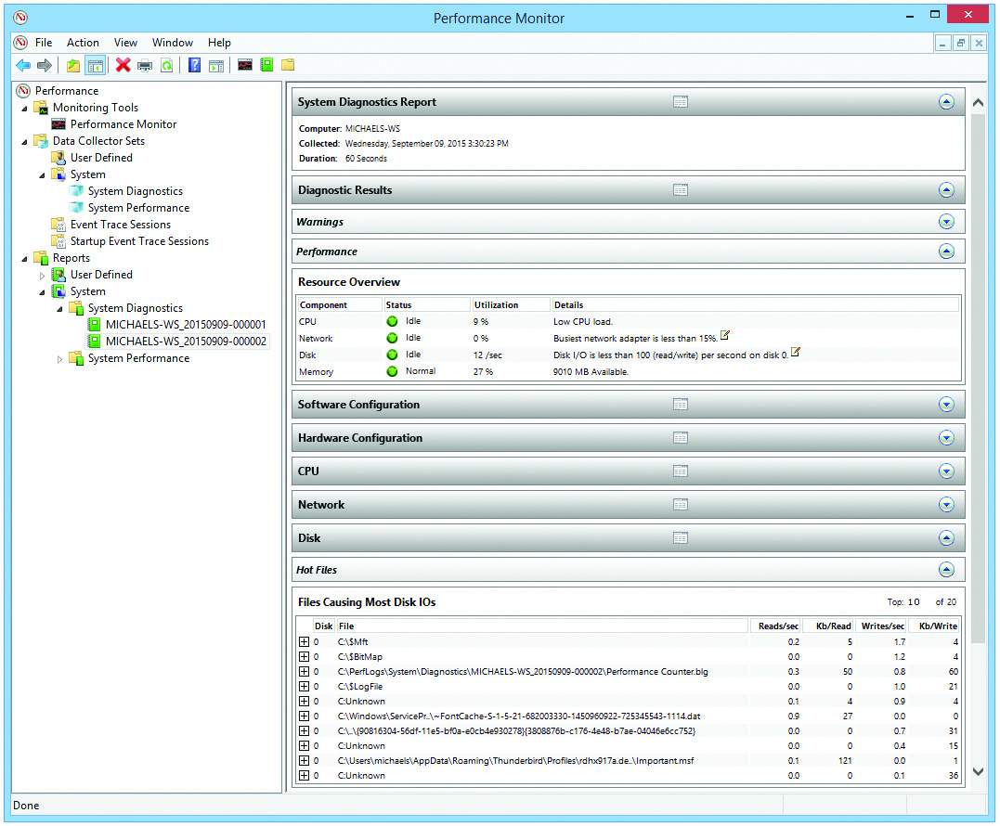 Performance Monitor
File Action View Window Help
Performance
Monitoring Tools
Performance Monitor
Data Collector Sets
User Defined
System
System Diagnostics
System Performance
Event Trace Sessions
Startup Event Trace Sessions
Reports
User Defined
System
System Diagnostics
MICHAELS-WS_20150909-000001
MICHAELS-WS_20150909-000002
System Performance
System Diagnostics Report
Computer: MICHAELS-WS
Collected: Wednesday, September 09, 2015 3:30:23 PM
Duration: 60 Seconds
Diagnostic Results
Warnings
Performance
Resource Overview
Component Status Utilization Details
CPU Idle 9 % Low CPU load.
Network Idle 0 % Busiest network adapter is less than 15%.
Disk Idle 12 /sec Disk I/O is less than 100 (read/write) per second on disk 0.
Memory Normal 27 % 9010 MB Available.
Software Configuration
Hardware Configuration
CPU
Network
Disk
Hot Files
Files Causing Most Disk IOs Top: 10 of 20
Disk File Reads/sec Kb/Read Writes/sec Kb/Write
0 C:\$Mft 0.2 5 1.7 4
0 C:\$BitMap 0.0 0 1.2 4
0 C:\PerfLogs\System\Diagnostics\MICHAELS-WS_20150909-000002\Performance Counter.blg 0.3 50 0.8 60
0 C:\$LogFile 0.0 0 1.0 21
0 C:Unknown 0.1 4 0.9 4
0 C:\Windows\ServicePr..\~FontCache-S-1-5-21-682003330-1450960922-725345543-1114.dat 0.9 27 0.0 0
0 C:\..\{90816304-56df-11e5-bf0a-e0cb4e930278}{3808876b-c176-4e48-b7ae-04046e6cc752} 0.0 0 0.7 31
0 C:Unknown 0.0 0 0.4 15
0 C:\Users\michaels\AppData\Roaming\Thunderbird\Profiles\rdhx917a.de..\Important.msf 0.1 121 0.0 1
0 C:Unknown 0.0 0 0.1 36
Done